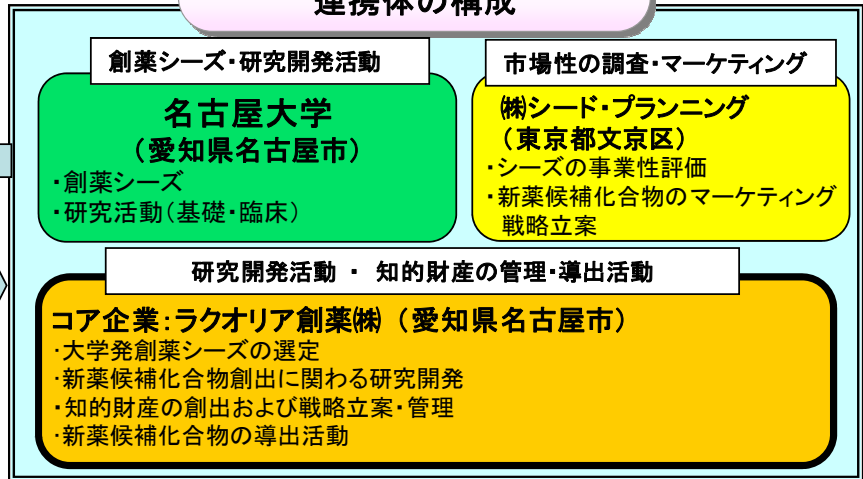 連携体の構成
創薬シーズ・研究開発活動
名古屋大学
（愛知県名古屋市）
・創薬シーズ
・研究活動（基礎・臨床）
市場性の調査・マーケティング
㈱シード・プランニング
（東京都文京区）
・シーズの事業性評価
・新薬候補化合物のマーケティング
戦略立案
研究開発活動 ・ 知的財産の管理・導出活動
コア企業：ラクオリア創薬㈱ （愛知県名古屋市）
・大学発創薬シーズの選定
・新薬候補化合物創出に関わる研究開発
・知的財産の創出および戦略立案・管理
・新薬候補化合物の導出活動